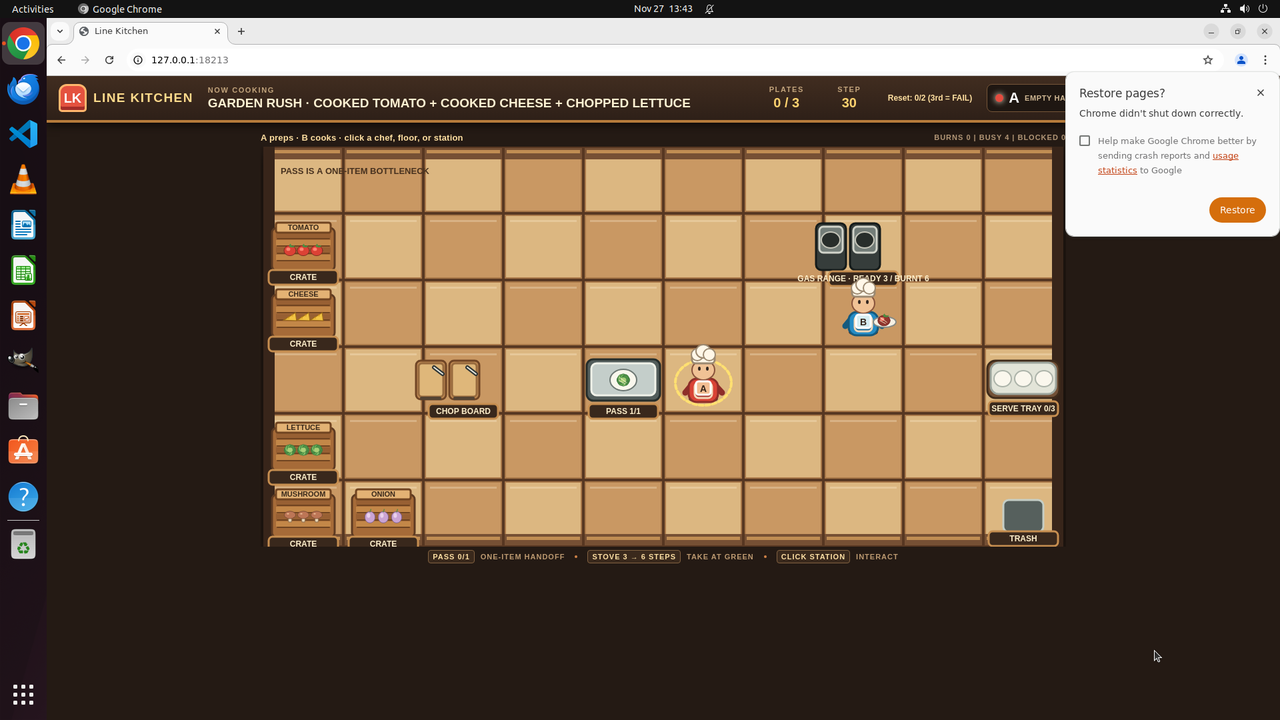 Activities
Google Chrome
Nov 27 13:43
Line Kitchen
127.0.0.1:18213
LK
LINE KITCHEN
NOW COOKING
GARDEN RUSH · COOKED TOMATO + COOKED CHEESE + CHOPPED LETTUCE
PLATES
0 / 3
STEP
30
Reset: 0/2 (3rd = FAIL)
A
EMPTY HA
Restore pages?
Chrome didn't shut down correctly.
Help make Google Chrome better by
sending crash reports and usage
statistics to Google
Restore
A preps · B cooks · click a chef, floor, or station
BURNS 0 | BUSY 4 | BLOCKED 0
PASS IS A ONE-ITEM BOTTLENECK
TOMATO
CRATE
GAS RANGE · READY 3 / BURNT 6
CHEESE
CRATE
B
A
CHOP BOARD
PASS 1/1
SERVE TRAY 0/3
LETTUCE
CRATE
MUSHROOM
CRATE
ONION
CRATE
TRASH
PASS 0/1 ONE-ITEM HANDOFF • STOVE 3 → 6 STEPS TAKE AT GREEN • CLICK STATION INTERACT